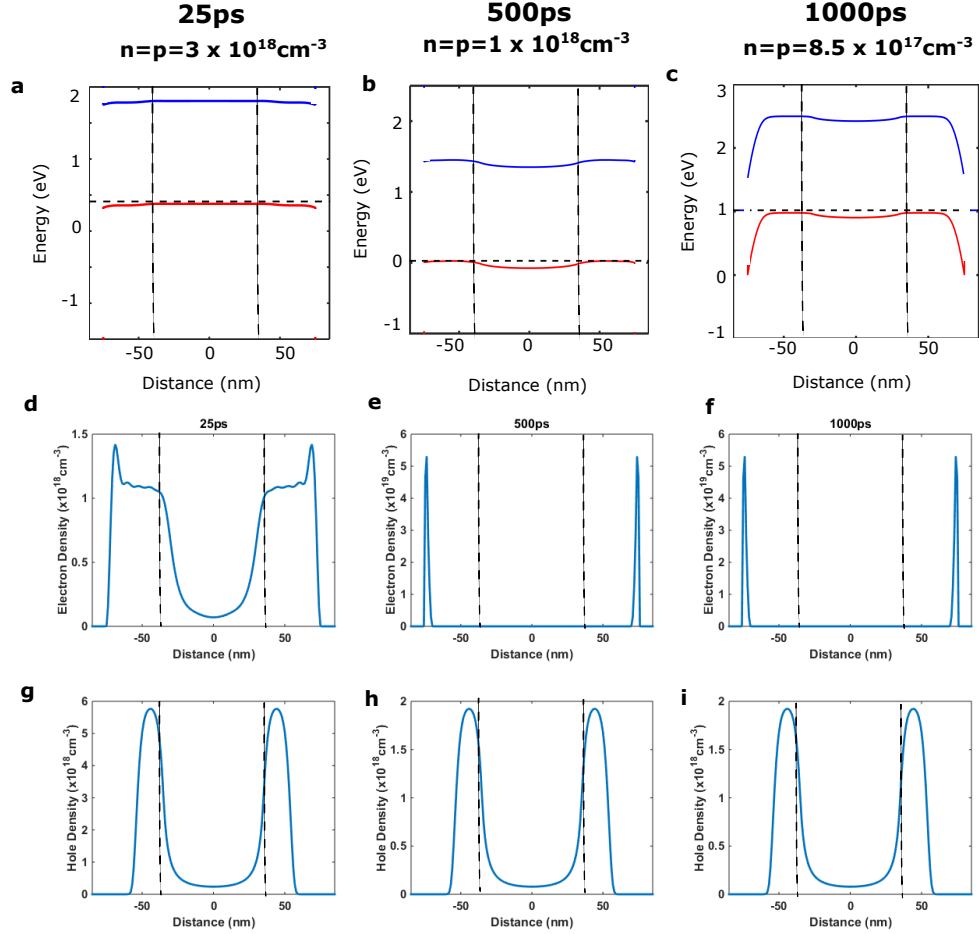 25ps
n=p=3 x 10¹⁸cm⁻³
500ps
n=p=1 x 10¹⁸cm⁻³
1000ps
n=p=8.5 x 10¹⁷cm⁻³
a
Energy (eV)
2
1
0
-1
-50
0
50
Distance (nm)
b
Energy (eV)
2
1
0
-1
-50
0
50
Distance (nm)
c
Energy (eV)
3
2
1
0
-1
-50
0
50
Distance (nm)
d
25ps
Electron Density (x10¹⁸cm⁻³)
1.5
1
0.5
0
-50
0
50
Distance (nm)
e
500ps
Electron Density (x10¹⁹cm⁻³)
6
5
4
3
2
1
0
-50
0
50
Distance (nm)
f
1000ps
Electron Density (x10¹⁹cm⁻³)
6
5
4
3
2
1
0
-50
0
50
Distance (nm)
g
Hole Density (x10¹⁸cm⁻³)
6
5
4
3
2
1
0
-50
0
50
Distance (nm)
h
Hole Density (x10¹⁸cm⁻³)
2
1.5
1
0.5
0
-50
0
50
Distance (nm)
i
Hole Density (x10¹⁸cm⁻³)
2
1.5
1
0.5
0
-50
0
50
Distance (nm)